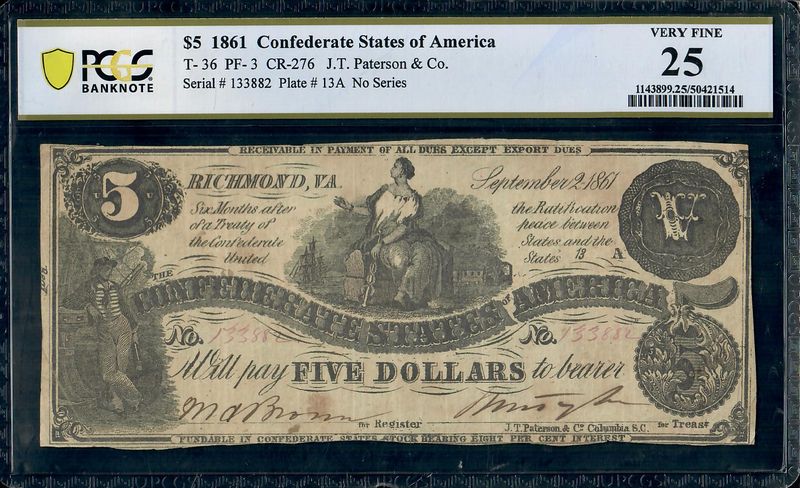 $5 1861 Confederate States of America
T- 36 PF- 3 CR-276 J.T. Paterson & Co.
Serial # 133882 Plate # 13A No Series
PCGS
BANKNOTE
VERY FINE
25
1143899.25/50421514
RECEIVABLE IN PAYMENT OF ALL DUES EXCEPT EXPORT DUES
5
RICHMOND, VA.
September 2 1861
Six Months after the Ratification
of a Treaty of peace between
the Confederate States and the
United States 13 A
V
THE
CONFEDERATE STATES OF AMERICA
No. 133882 No. 133882
Will pay FIVE DOLLARS to bearer
5
for Register
for Treasr
J.T. Paterson & Co Columbia S.C.
FUNDABLE IN CONFEDERATE STATES STOCK BEARING EIGHT PER CENT INTEREST